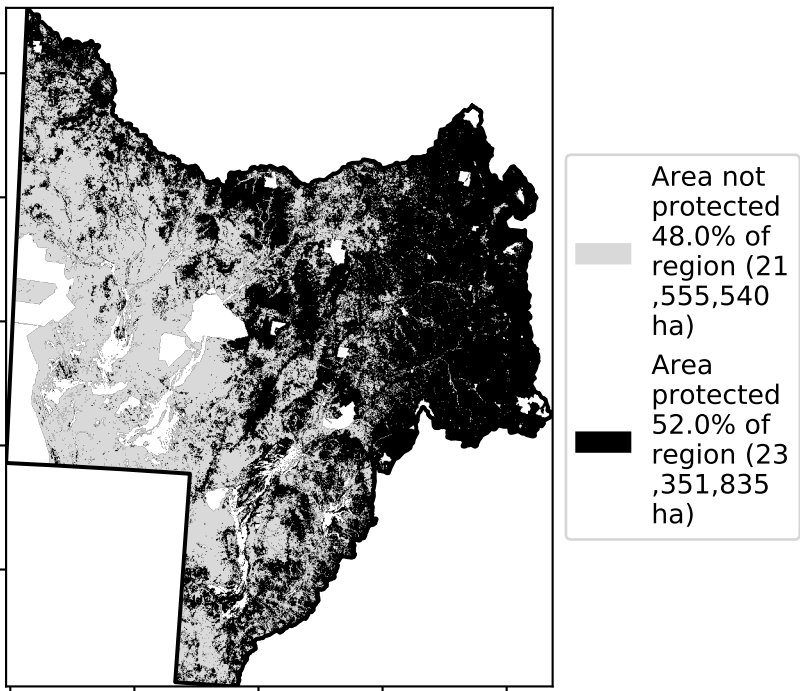 Area not
protected
48.0% of
region (21
,555,540
ha)
Area
protected
52.0% of
region (23
,351,835
ha)